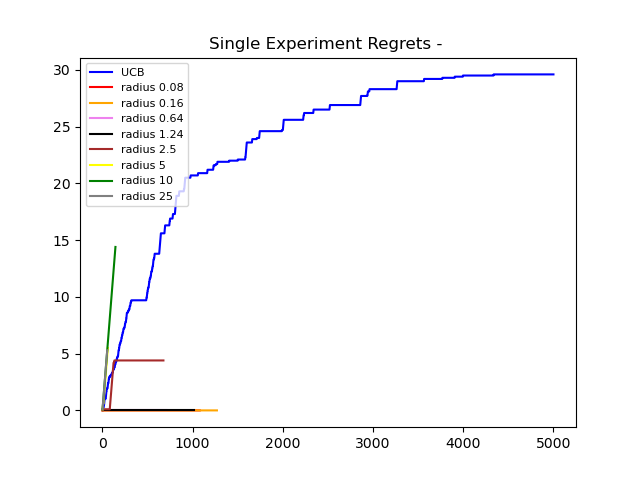 Single Experiment Regrets -
UCB
radius 0.08
radius 0.16
radius 0.64
radius 1.24
radius 2.5
radius 5
radius 10
radius 25
30
25
20
15
10
5
0
0 1000 2000 3000 4000 5000